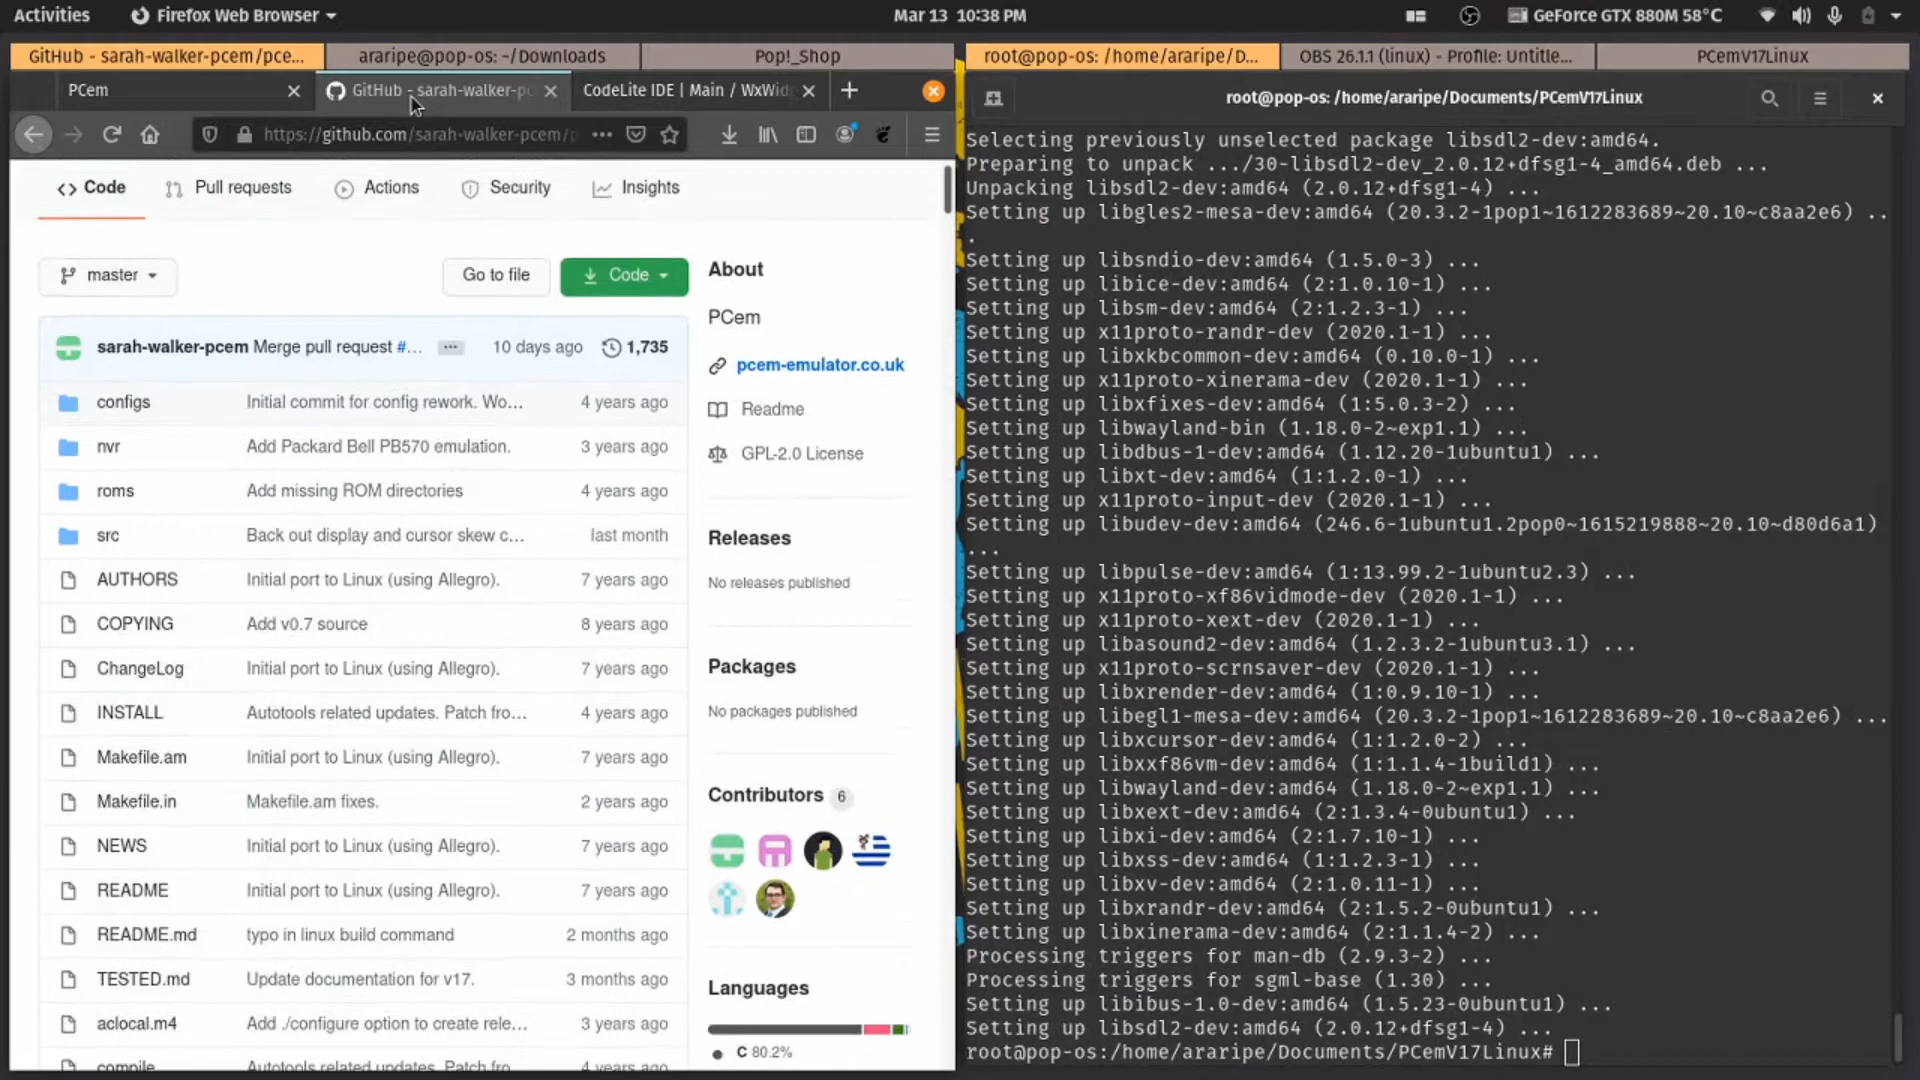 Activities
Firefox Web Browser
Mar 13 10:38 PM
GeForce GTX 880M 58°C
GitHub - sarah-walker-pcem/pce...
araripe@pop-os: ~/Downloads
Pop!_Shop
root@pop-os: /home/araripe/D...
OBS 26.1.1 (linux) - Profile: Untitle...
PCemV17Linux
PCem
GitHub - sarah-walker-pc
CodeLite IDE | Main / WxWid
https://github.com/sarah-walker-pcem/p
root@pop-os: /home/araripe/Documents/PCemV17Linux
Code
Pull requests
Actions
Security
Insights
master
Go to file
Code
sarah-walker-pcem Merge pull request #... 10 days ago 1,735
configs Initial commit for config rework. Wo... 4 years ago
nvr Add Packard Bell PB570 emulation. 3 years ago
roms Add missing ROM directories 4 years ago
src Back out display and cursor skew c... last month
AUTHORS Initial port to Linux (using Allegro). 7 years ago
COPYING Add v0.7 source 8 years ago
ChangeLog Initial port to Linux (using Allegro). 7 years ago
INSTALL Autotools related updates. Patch fro... 4 years ago
Makefile.am Initial port to Linux (using Allegro). 7 years ago
Makefile.in Makefile.am fixes. 2 years ago
NEWS Initial port to Linux (using Allegro). 7 years ago
README Initial port to Linux (using Allegro). 7 years ago
README.md typo in linux build command 2 months ago
TESTED.md Update documentation for v17. 3 months ago
aclocal.m4 Add ./configure option to create rele... 3 years ago
compile Autotools related updates. Patch fro... 4 years ago
About
PCem
pcem-emulator.co.uk
Readme
GPL-2.0 License
Releases
No releases published
Packages
No packages published
Contributors 6
Languages
C 80.2%
Selecting previously unselected package libsdl2-dev:amd64.
Preparing to unpack .../30-libsdl2-dev_2.0.12+dfsg1-4_amd64.deb ...
Unpacking libsdl2-dev:amd64 (2.0.12+dfsg1-4) ...
Setting up libgles2-mesa-dev:amd64 (20.3.2-1pop1~1612283689~20.10~c8aa2e6) ..
.
Setting up libsndio-dev:amd64 (1.5.0-3) ...
Setting up libice-dev:amd64 (2:1.0.10-1) ...
Setting up libsm-dev:amd64 (2:1.2.3-1) ...
Setting up x11proto-randr-dev (2020.1-1) ...
Setting up libxkbcommon-dev:amd64 (0.10.0-1) ...
Setting up x11proto-xinerama-dev (2020.1-1) ...
Setting up libxfixes-dev:amd64 (1:5.0.3-2) ...
Setting up libwayland-bin (1.18.0-2~exp1.1) ...
Setting up libdbus-1-dev:amd64 (1.12.20-1ubuntu1) ...
Setting up libxt-dev:amd64 (1:1.2.0-1) ...
Setting up x11proto-input-dev (2020.1-1) ...
Setting up libudev-dev:amd64 (246.6-1ubuntu1.2pop0~1615219888~20.10~d80d6a1)
...
Setting up libpulse-dev:amd64 (1:13.99.2-1ubuntu2.3) ...
Setting up x11proto-xf86vidmode-dev (2020.1-1) ...
Setting up x11proto-xext-dev (2020.1-1) ...
Setting up libasound2-dev:amd64 (1.2.3.2-1ubuntu3.1) ...
Setting up x11proto-scrnsaver-dev (2020.1-1) ...
Setting up libxrender-dev:amd64 (1:0.9.10-1) ...
Setting up libegl1-mesa-dev:amd64 (20.3.2-1pop1~1612283689~20.10~c8aa2e6) ...
Setting up libxcursor-dev:amd64 (1:1.2.0-2) ...
Setting up libxxf86vm-dev:amd64 (1:1.1.4-1build1) ...
Setting up libwayland-dev:amd64 (1.18.0-2~exp1.1) ...
Setting up libxext-dev:amd64 (2:1.3.4-0ubuntu1) ...
Setting up libxi-dev:amd64 (2:1.7.10-1) ...
Setting up libxss-dev:amd64 (1:1.2.3-1) ...
Setting up libxv-dev:amd64 (2:1.0.11-1) ...
Setting up libxrandr-dev:amd64 (2:1.5.2-0ubuntu1) ...
Setting up libxinerama-dev:amd64 (2:1.1.4-2) ...
Processing triggers for man-db (2.9.3-2) ...
Processing triggers for sgml-base (1.30) ...
Setting up libibus-1.0-dev:amd64 (1.5.23-0ubuntu1) ...
Setting up libsdl2-dev:amd64 (2.0.12+dfsg1-4) ...
root@pop-os:/home/araripe/Documents/PCemV17Linux#